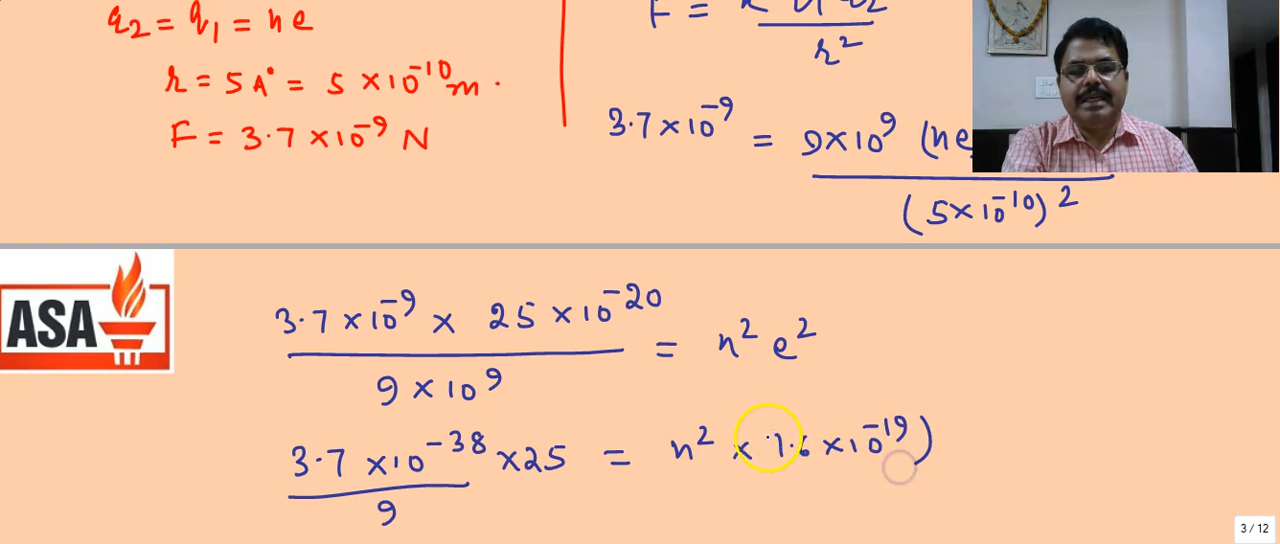 q₂ = q₁ = ne
r = 5 A° = 5 × 10⁻¹⁰ m .
F = 3.7 × 10⁻⁹ N
F =
r²
3.7 × 10⁻⁹ = 9 × 10⁹ (ne
(5 × 10⁻¹⁰)²
ASA
3.7 × 10⁻⁹ × 25 × 10⁻²⁰ = n² e²
9 × 10⁹
3.7 × 10⁻³⁸ × 25 = n² × 1.6 × 10⁻¹⁹)
9
3 / 12